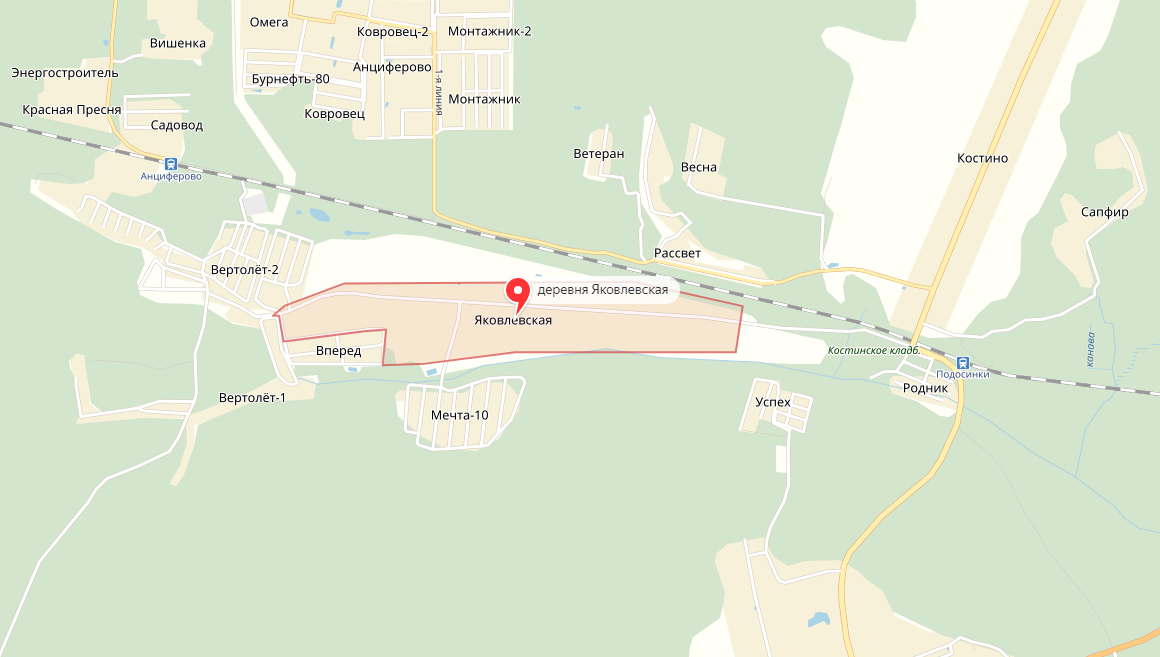 Омега
Ковровец-2
Монтажник-2
Вишенка
Анциферово
Энергостроитель
Бурнефть-80
1-я линия
Монтажник
Красная Пресня
Ковровец
Садовод
Ветеран
Костино
Весна
Анциферово
Сапфир
Рассвет
Вертолёт-2
деревня Яковлевская
Яковлевская
канава
Вперед
Костинское кладб.
Подосинки
Родник
Вертолёт-1
Успех
Мечта-10